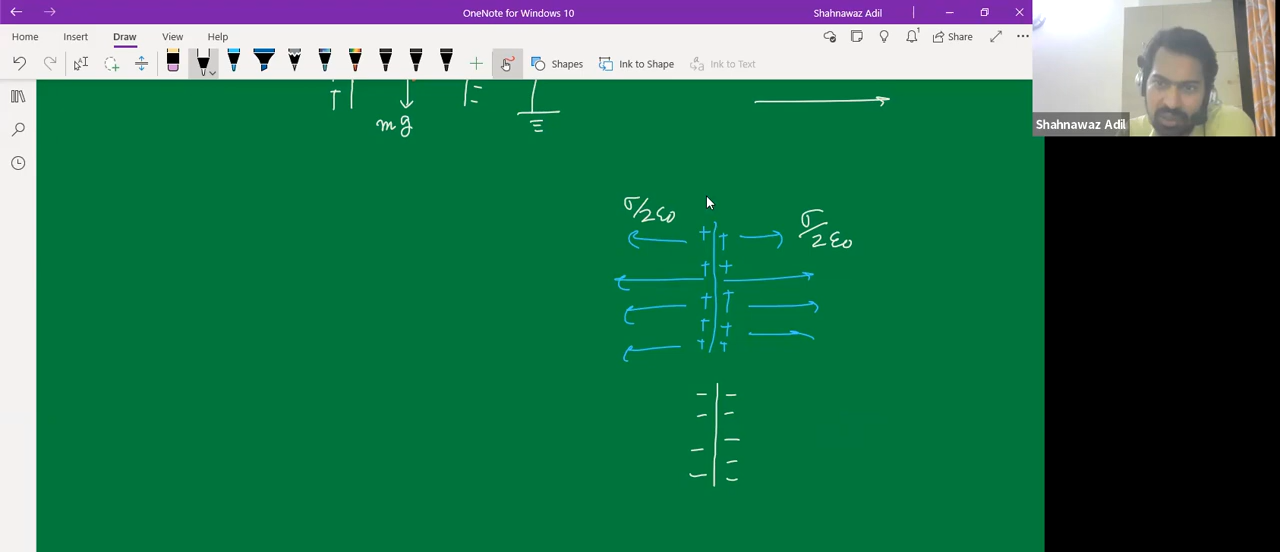 OneNote for Windows 10
Shahnawaz Adil
Home Insert Draw View Help
Share
Shapes
Ink to Shape
Ink to Text
mg
Shahnawaz Adil
σ/2ε0
σ/2ε0